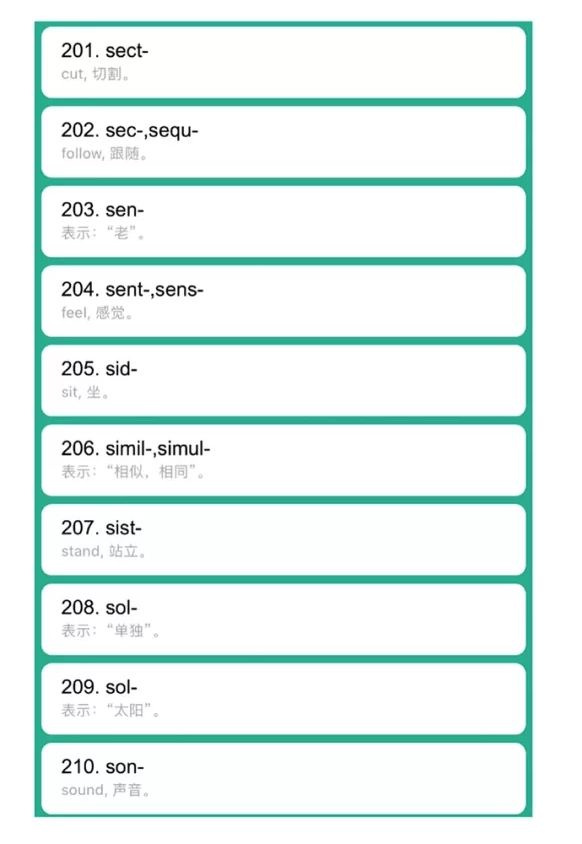 201. sect-
cut, 切割。
202. sec-,sequ-
follow, 跟随。
203. sen-
表示：“老”。
204. sent-,sens-
feel, 感觉。
205. sid-
sit, 坐。
206. simil-,simul-
表示：“相似，相同”。
207. sist-
stand, 站立。
208. sol-
表示：“单独”。
209. sol-
表示：“太阳”。
210. son-
sound, 声音。